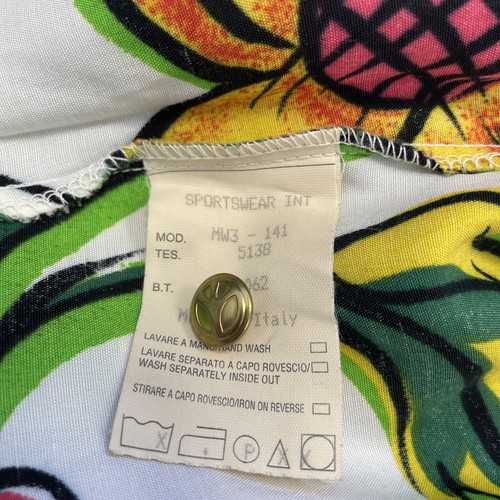 SPORTSWEAR INT
MOD. MW3 - 141
TES. 5138
B.T. 062
Italy
LAVARE A MANO/HAND WASH
LAVARE SEPARATO A CAPO ROVESCIO/
WASH SEPARATELY INSIDE OUT
STIRARE A CAPO ROVESCIO/IRON ON REVERSE
P